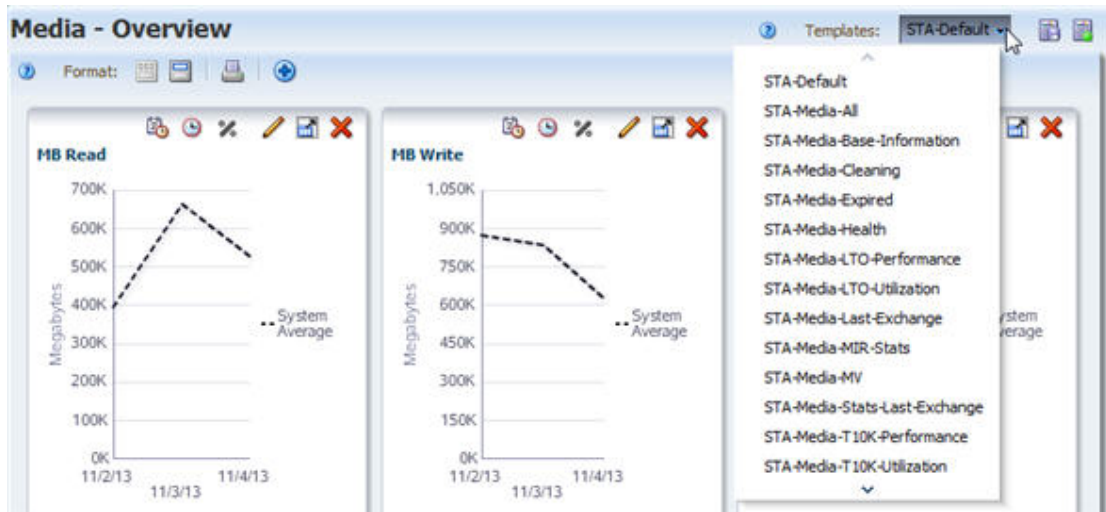 Media - Overview
Templates: STA-Default
Format:
MB Read
700K
600K
500K
400K
300K
200K
100K
0K
Megabytes
11/2/13
11/3/13
11/4/13
System
Average
MB Write
1,050K
900K
750K
600K
450K
300K
150K
0K
Megabytes
11/2/13
11/3/13
11/4/13
System
Average
STA-Default
STA-Media-All
STA-Media-Base-Information
STA-Media-Cleaning
STA-Media-Expired
STA-Media-Health
STA-Media-LTO-Performance
STA-Media-LTO-Utilization
STA-Media-Last-Exchange
STA-Media-MIR-Stats
STA-Media-MV
STA-Media-Stats-Last-Exchange
STA-Media-T10K-Performance
STA-Media-T10K-Utilization
ystem
verage